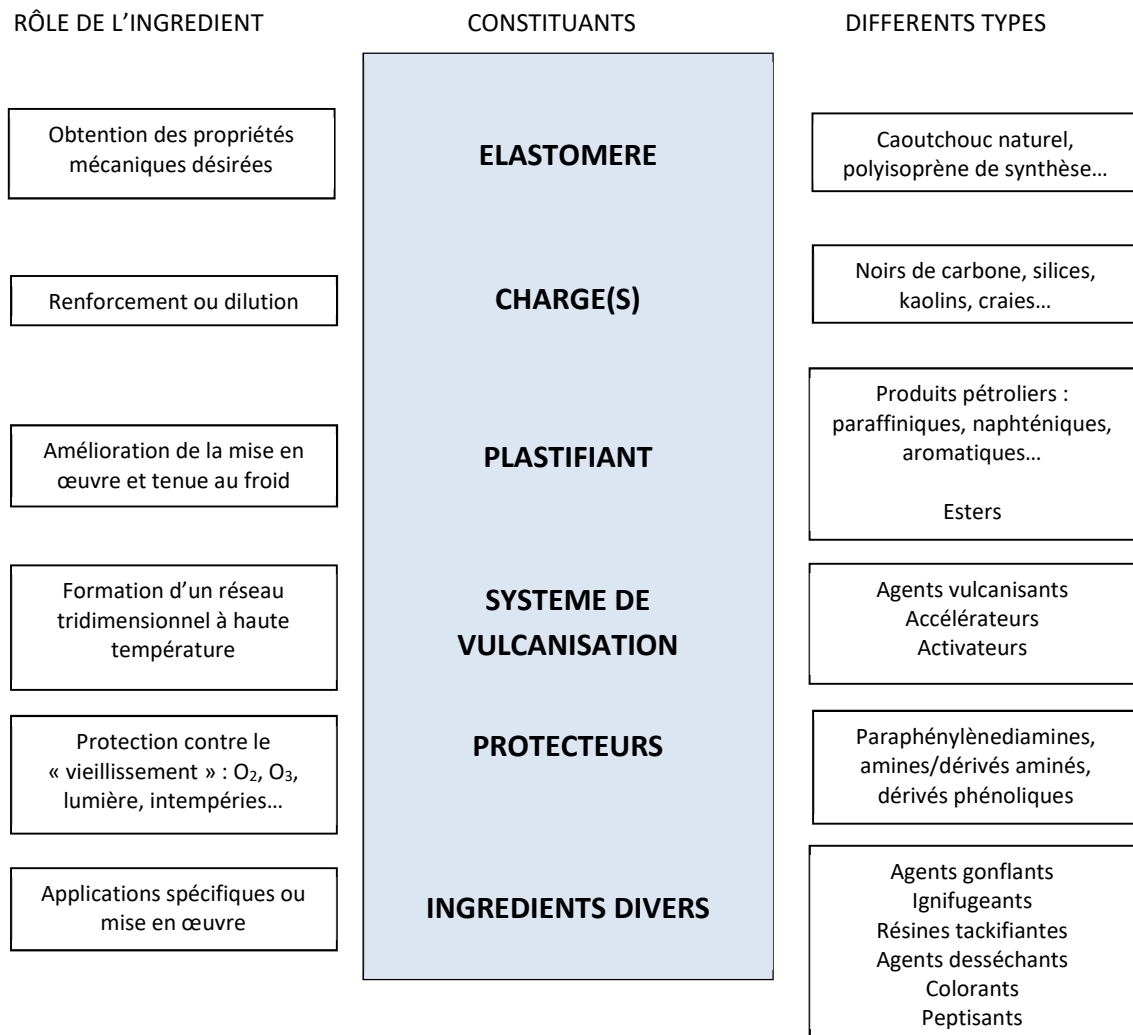 RÔLE DE L’INGREDIENT
CONSTITUANTS
DIFFERENTS TYPES
Obtention des propriétés
mécaniques désirées
ELASTOMERE
Caoutchouc naturel,
polyisoprène de synthèse…
Renforcement ou dilution
CHARGE(S)
Noirs de carbone, silices,
kaolins, craies…
Amélioration de la mise en
œuvre et tenue au froid
PLASTIFIANT
Produits pétroliers :
paraffiniques, naphténiques,
aromatiques…
Esters
Formation d’un réseau
tridimensionnel à haute
température
SYSTEME DE
VULCANISATION
Agents vulcanisants
Accélérateurs
Activateurs
Protection contre le
« vieillissement » : O₂, O₃,
lumière, intempéries…
PROTECTEURS
Paraphénylènediamines,
amines/dérivés aminés,
dérivés phénoliques
Applications spécifiques ou
mise en œuvre
INGREDIENTS DIVERS
Agents gonflants
Ignifugeants
Résines tackifiantes
Agents desséchants
Colorants
Peptisants